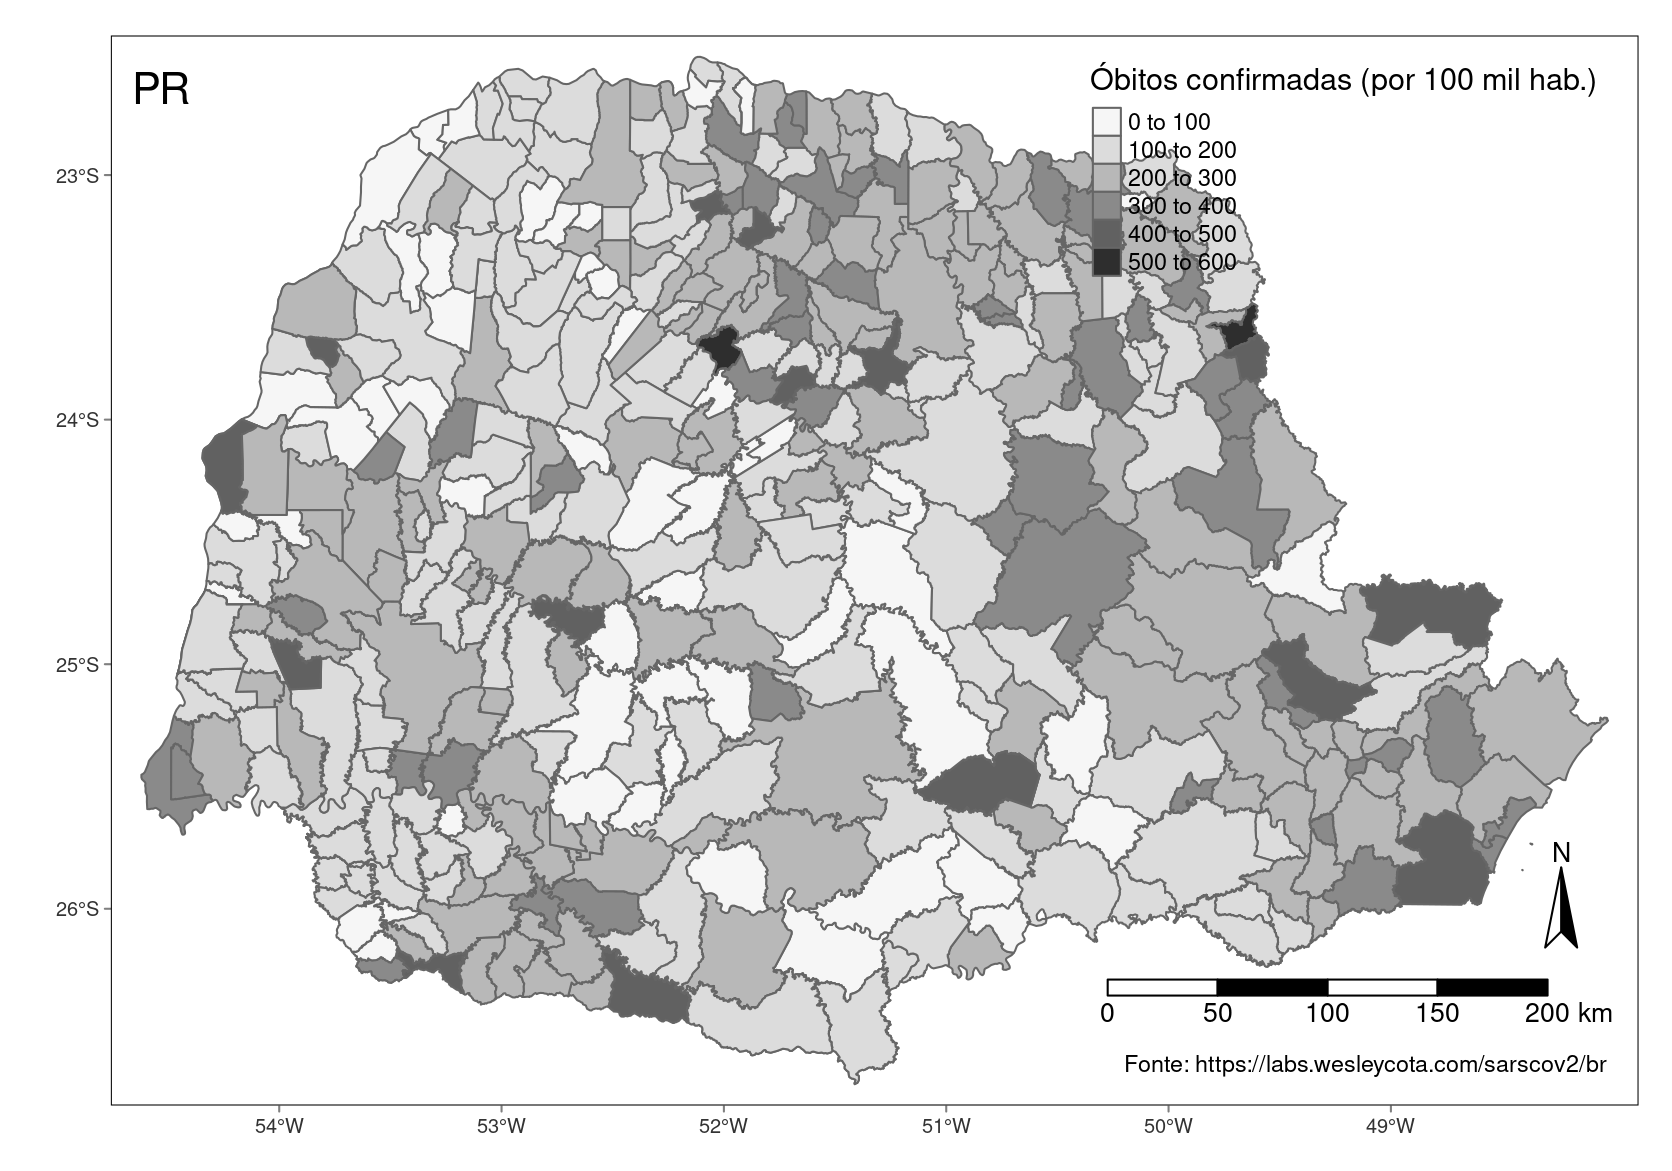 PR
Óbitos confirmadas (por 100 mil hab.)
0 to 100
100 to 200
200 to 300
300 to 400
400 to 500
500 to 600
23°S
24°S
25°S
26°S
N
0 50 100 150 200 km
Fonte: https://labs.wesleycota.com/sarscov2/br
54°W 53°W 52°W 51°W 50°W 49°W